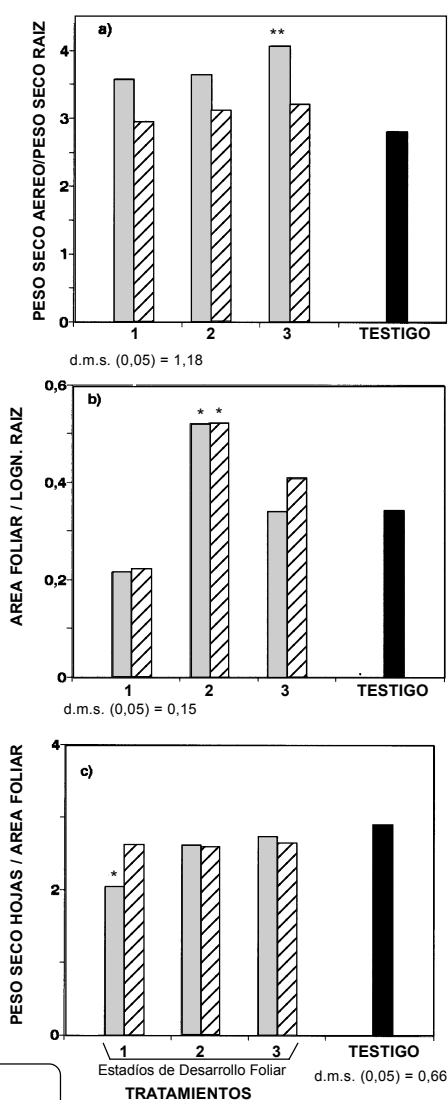 a)
**
4
3
2
1
0
PESO SECO AEREO/PESO SECO RAIZ
1 2 3 TESTIGO
d.m.s. (0,05) = 1,18
b)
* *
0,6
0,4
0,2
0
AREA FOLIAR / LOGN. RAIZ
1 2 3 TESTIGO
d.m.s. (0,05) = 0,15
c)
*
4
2
0
PESO SECO HOJAS / AREA FOLIAR
1 2 3 TESTIGO
Estadíos de Desarrollo Foliar
d.m.s. (0,05) = 0,66
TRATAMIENTOS